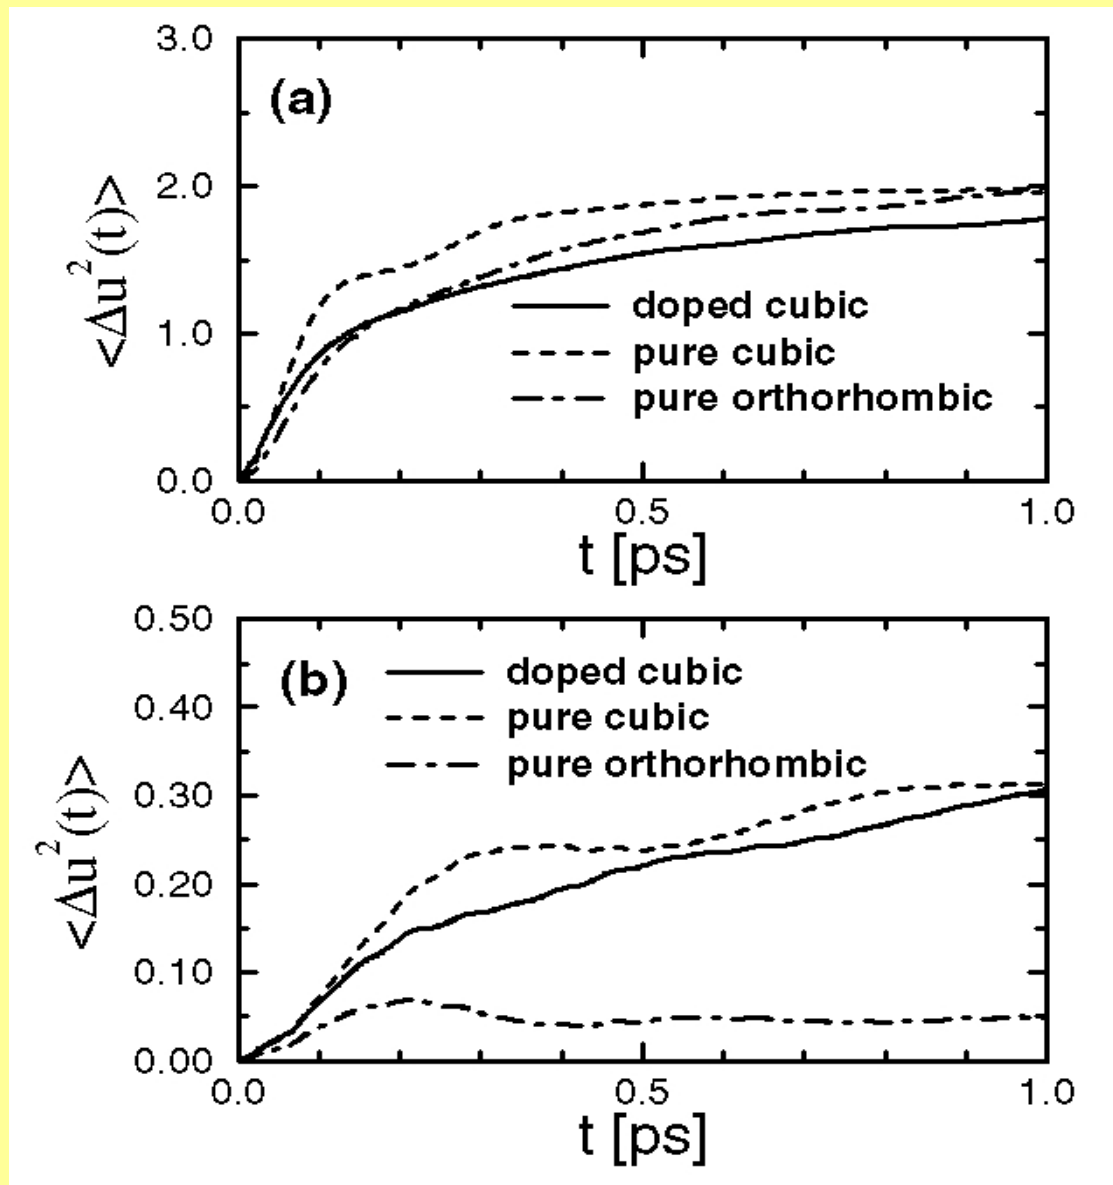 3.0
(a)
2.0
<Δu²(t)>
doped cubic
1.0
pure cubic
pure orthorhombic
0.0
0.0 0.5 1.0
t [ps]
0.50
(b)
doped cubic
0.40
pure cubic
pure orthorhombic
0.30
<Δu²(t)>
0.20
0.10
0.00
0.0 0.5 1.0
t [ps]